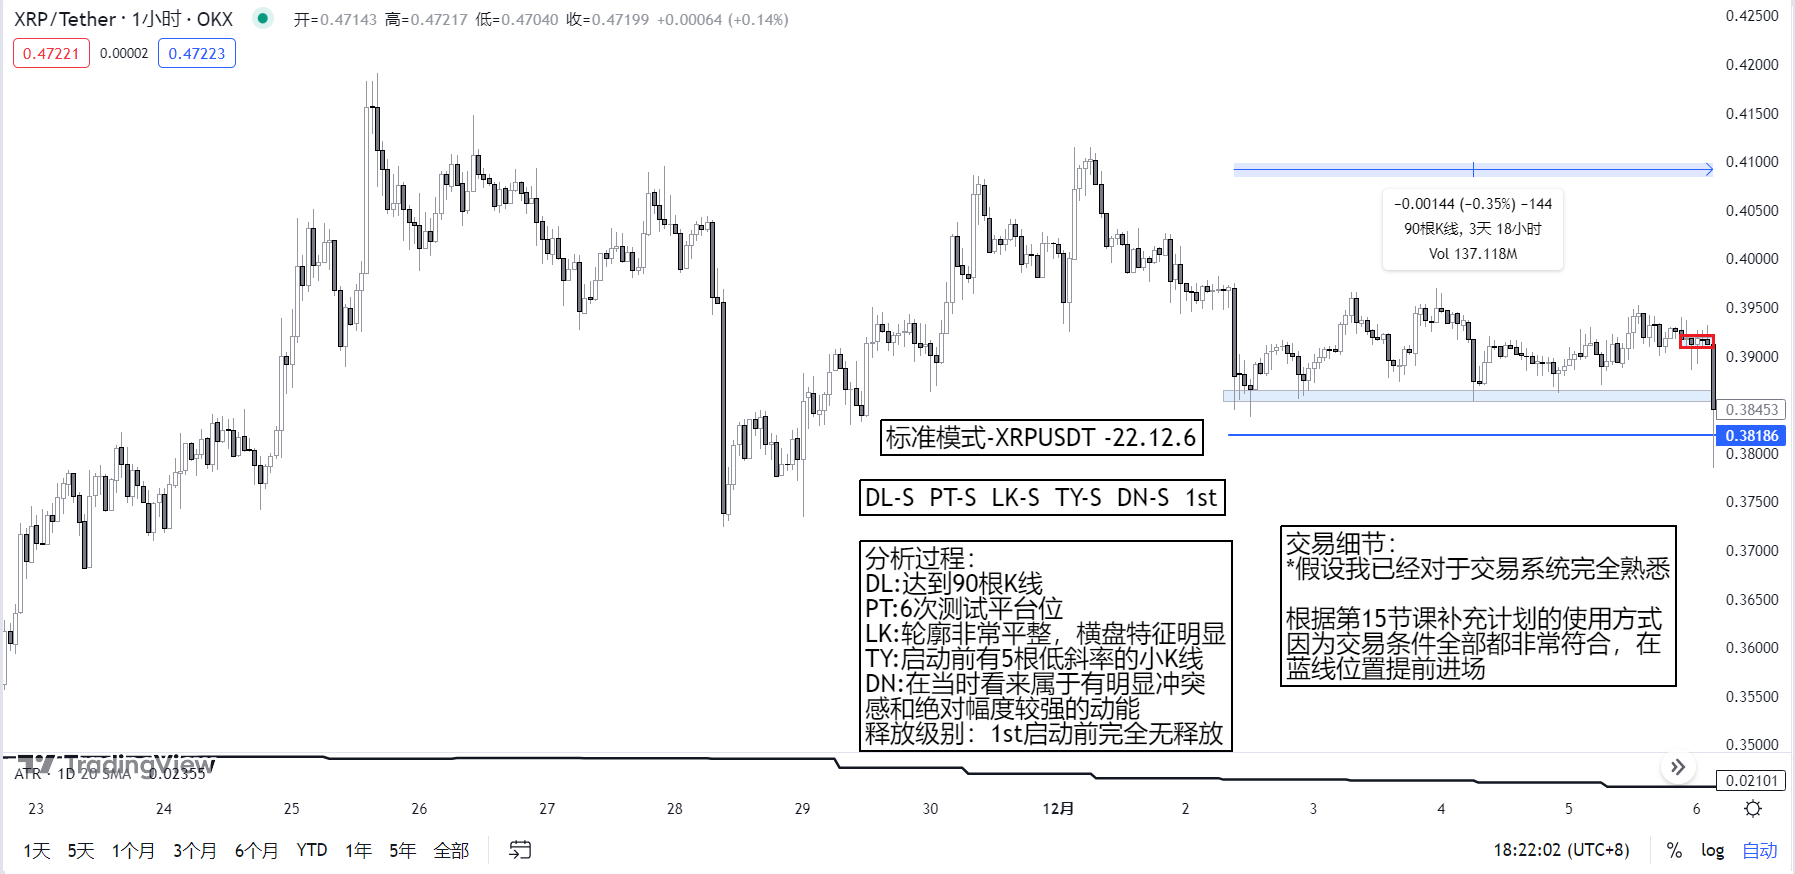 XRP/Tether · 1小时 · OKX 开=0.47143 高=0.47217 低=0.47040 收=0.47199 +0.00064 (+0.14%)
0.47221 0.00002 0.47223
0.42500
0.42000
0.41500
0.41000
0.40500
0.40000
0.39500
0.39000
0.38453
0.38186
0.38000
0.37500
0.37000
0.36500
0.36000
0.35500
0.35000
0.02101
−0.00144 (−0.35%) −144
90根K线, 3天 18小时
Vol 137.118M
标准模式-XRPUSDT -22.12.6
DL-S PT-S LK-S TY-S DN-S 1st
分析过程：
DL:达到90根K线
PT:6次测试平台位
LK:轮廓非常平整，横盘特征明显
TY:启动前有5根低斜率的小K线
DN:在当时看来属于有明显冲突
感和绝对幅度较强的动能
释放级别：1st启动前完全无释放
交易细节：
*假设我已经对于交易系统完全熟悉
根据第15节课补充计划的使用方式
因为交易条件全部都非常符合，在
蓝线位置提前进场
TradingView
ATR · 1D 20 SMA 0.02355
23 24 25 26 27 28 29 30 12月 2 3 4 5 6
1天 5天 1个月 3个月 6个月 YTD 1年 5年 全部 18:22:02 (UTC+8) % log 自动